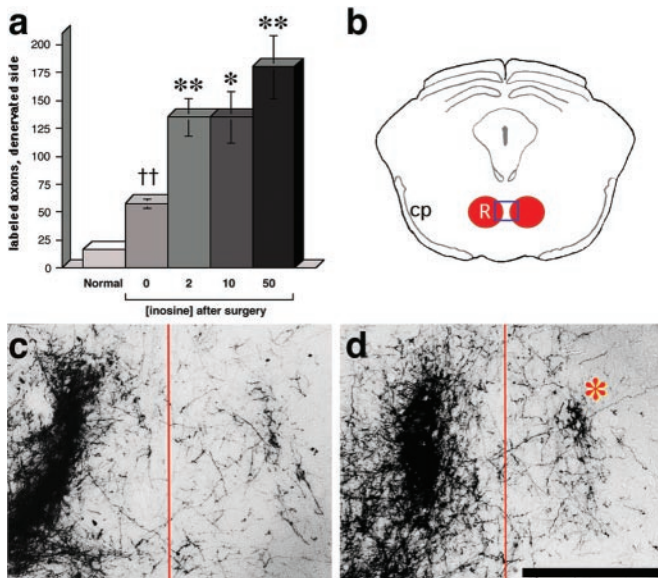 a
labeled axons, denervated side
200
175
150
125
100
75
50
25
0
††
**
*
**
Normal 0 2 10 50
[inosine] after surgery
b
cp
R
c
d
*